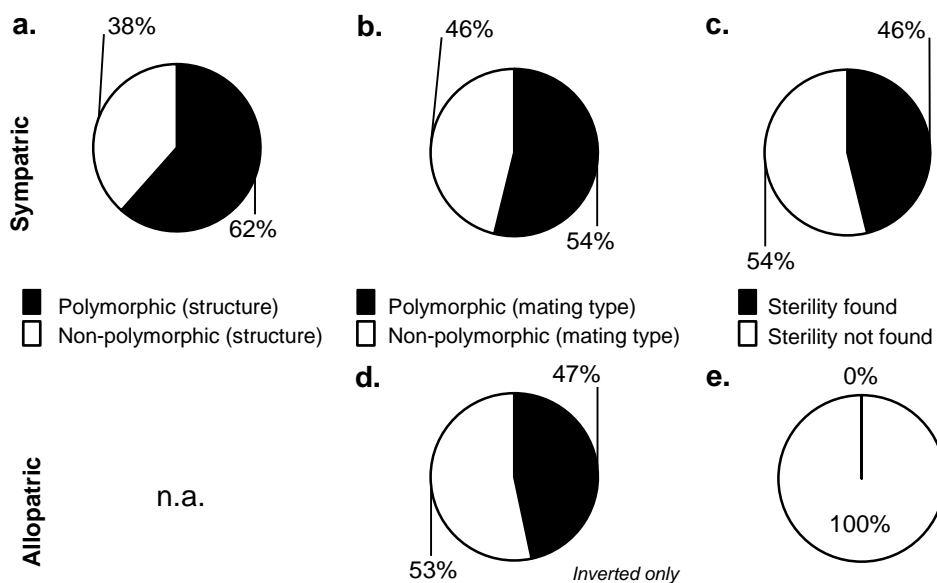 a.
38%
b.
46%
c.
46%
Sympatric
62%
54%
54%
Polymorphic (structure)
Non-polymorphic (structure)
Polymorphic (mating type)
Non-polymorphic (mating type)
Sterility found
Sterility not found
d.
47%
e.
0%
Allopatric
n.a.
100%
53%
Inverted only